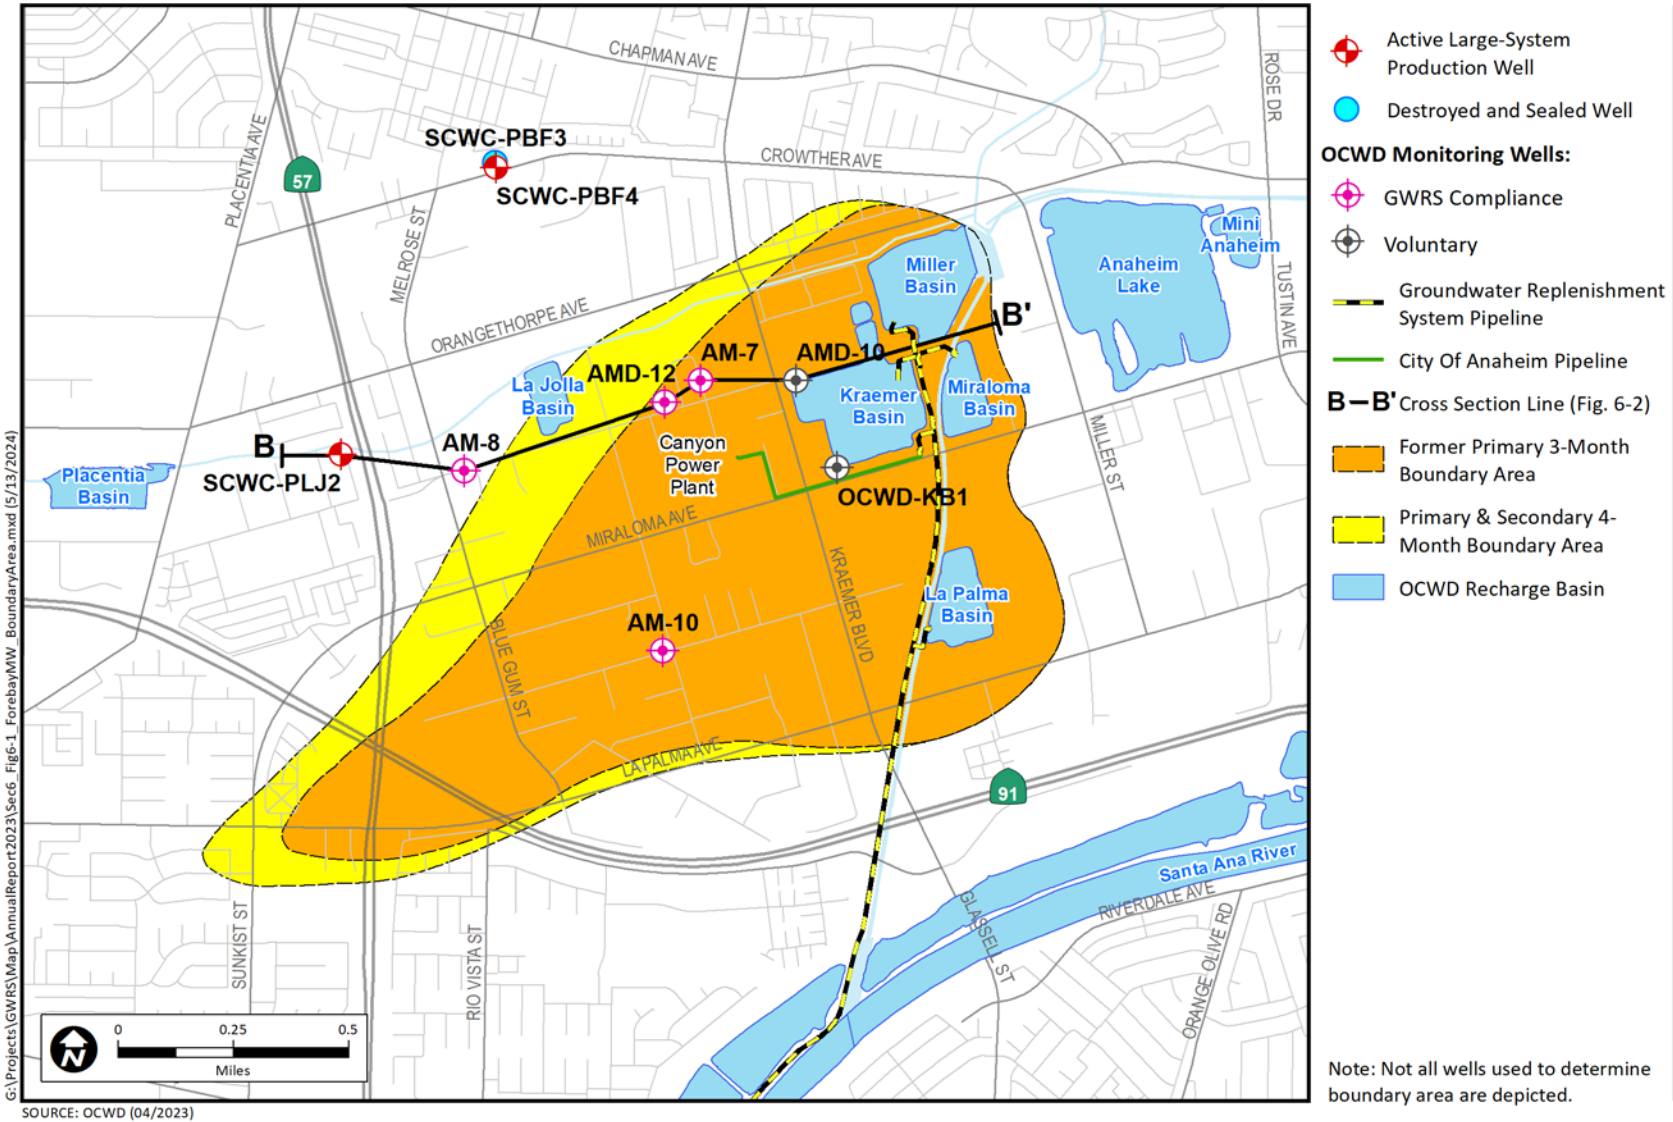 CHAPMAN AVE
ROSE DR
PLACENTIA AVE
SCWC-PBF3
57
CROWTHER AVE
SCWC-PBF4
MELROSE ST
Mini
Anaheim
Miller
Basin
Anaheim
Lake
TUSTIN AVE
ORANGETHORPE AVE
B'
AM-7
AMD-10
AMD-12
La Jolla
Basin
Kraemer
Basin
Miraloma
Basin
MILLER ST
B
AM-8
Canyon
Power
Plant
SCWC-PLJ2
Placentia
Basin
OCWD-KB1
MIRALOMA AVE
KRAEMER BLVD
La Palma
Basin
AM-10
BLUE GUM ST
LA PALMA AVE
91
Santa Ana River
RIVERDALE AVE
GLASSELL ST
ORANGE OLIVE RD
SUNKIST ST
RIO VISTA ST
N
0 0.25 0.5
Miles
G:\Projects\GWRS\Map\AnnualReport2023\Sec6_Fig6-1_ForebayMW_BoundaryArea.mxd (5/13/2024)
SOURCE: OCWD (04/2023)
Active Large-System
Production Well
Destroyed and Sealed Well
OCWD Monitoring Wells:
GWRS Compliance
Voluntary
Groundwater Replenishment
System Pipeline
City Of Anaheim Pipeline
B–B' Cross Section Line (Fig. 6-2)
Former Primary 3-Month
Boundary Area
Primary & Secondary 4-
Month Boundary Area
OCWD Recharge Basin
Note: Not all wells used to determine
boundary area are depicted.